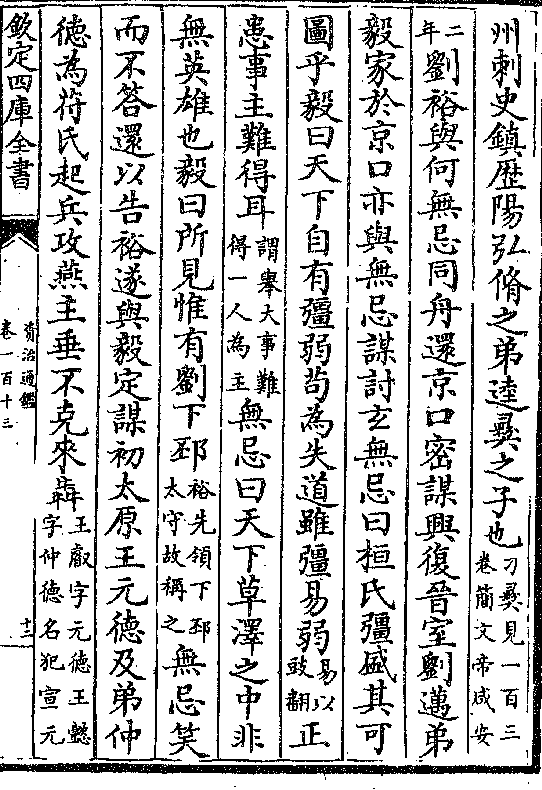 州刺史鎮歷陽弘脩之弟逵彛之子也刁彛見一百三
卷簡文帝咸安
二
年劉裕與何無忌同舟還京口密謀興復晉室劉邁弟
毅家於京口亦與無忌謀討玄無忌曰桓氏彊盛其可
圖乎毅曰天下自有彊弱苟為失道雖彊易弱易以
豉翻正
患事主難得耳謂舉大事難
得一人為主無忌曰天下草澤之中非
無英雄也毅曰所見惟有劉下邳裕先領下邳
太守故稱之無忌笑
而不答還以告裕遂與毅定謀初太原王元德及弟仲
德為苻氏起兵攻燕主垂不克來犇王叡字元德王懿
字仲德名犯宣元
欽定四庫全書
資治通鑑
卷一百十三
十三